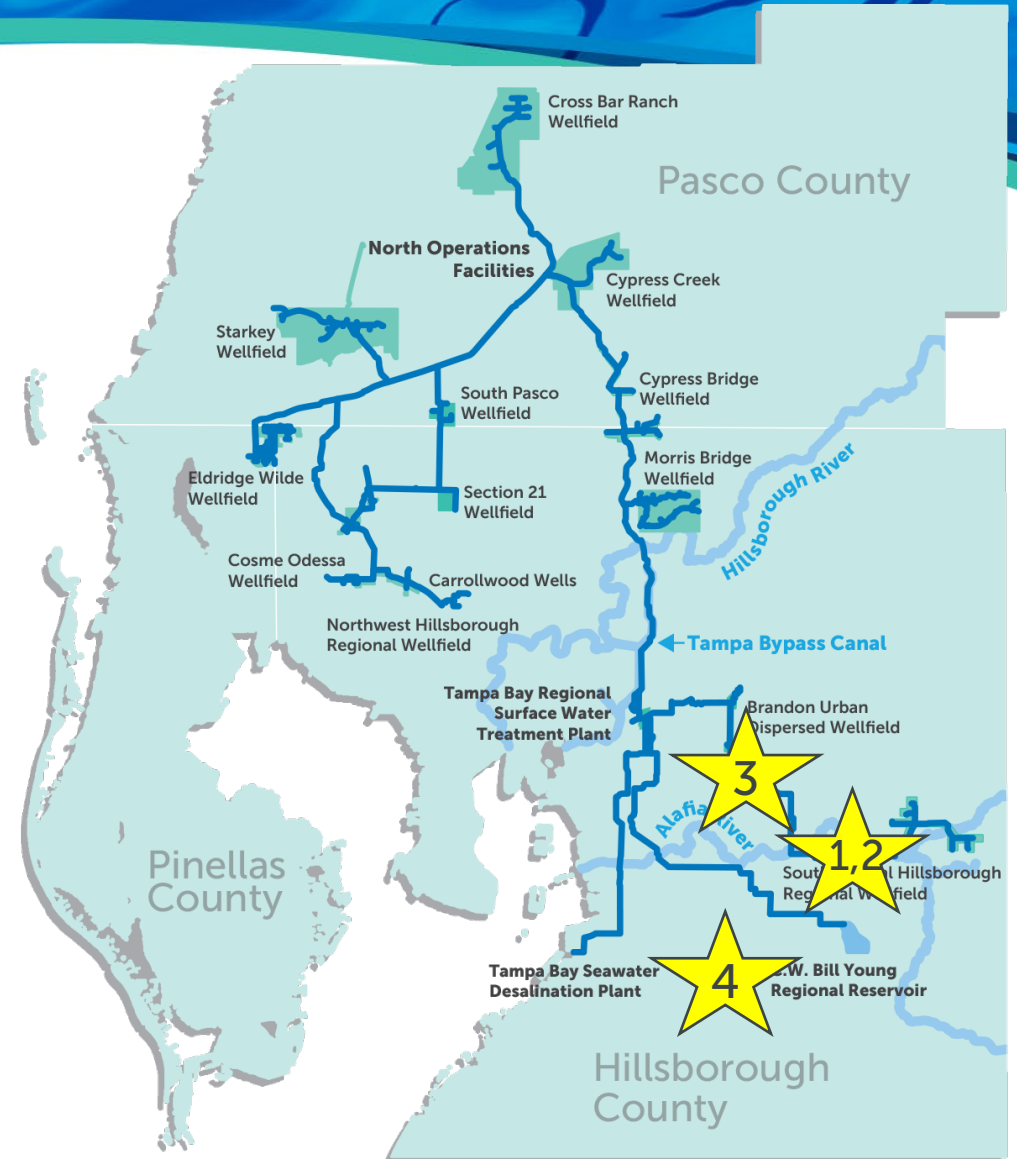 Cross Bar Ranch
Wellfield
Pasco County
North Operations
Facilities
Cypress Creek
Wellfield
Starkey
Wellfield
Cypress Bridge
Wellfield
South Pasco
Wellfield
Morris Bridge
Wellfield
Hillsborough River
Eldridge Wilde
Wellfield
Section 21
Wellfield
Cosme Odessa
Wellfield
Carrollwood Wells
Northwest Hillsborough
Regional Wellfield
Tampa Bypass Canal
Tampa Bay Regional
Surface Water
Treatment Plant
Brandon Urban
Dispersed Wellfield
3
Alafia River
1,2
Hillsborough
Pinellas
County
Tampa Bay Seawater
Desalination Plant
4
C.W. Bill Young
Regional Reservoir
Hillsborough
County